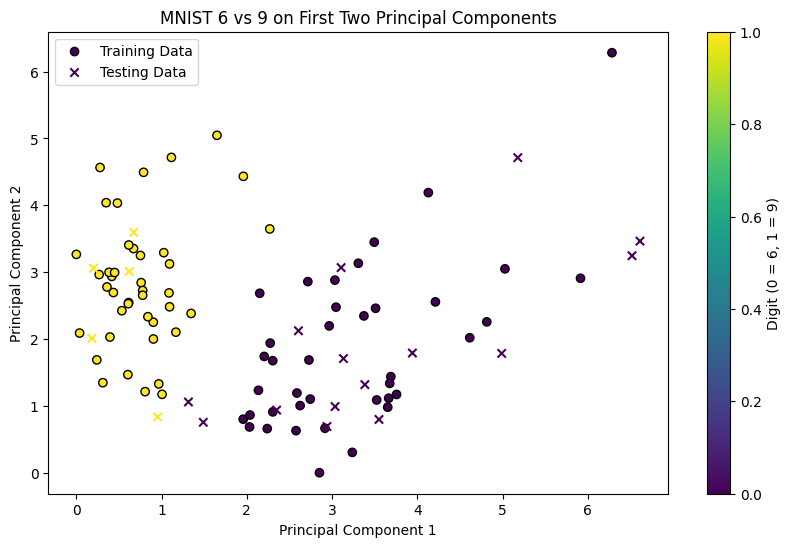 MNIST 6 vs 9 on First Two Principal Components
Training Data
Testing Data
Principal Component 2
6
5
4
3
2
1
0
0 1 2 3 4 5 6
Principal Component 1
1.0
0.8
0.6
0.4
0.2
0.0
Digit (0 = 6, 1 = 9)